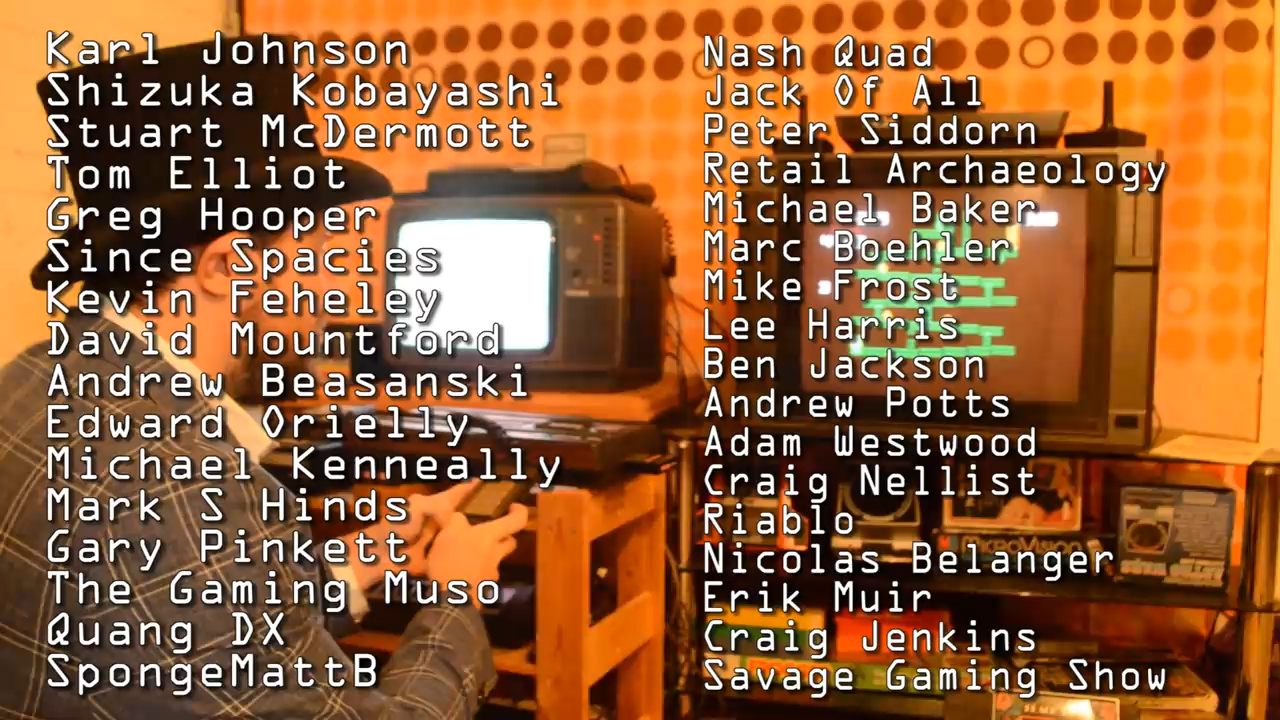 Karl Johnson
Shizuka Kobayashi
Stuart McDermott
Tom Elliot
Greg Hooper
Since Spacies
Kevin Feheley
David Mountford
Andrew Beasanski
Edward Orielly
Michael Kenneally
Mark S Hinds
Gary Pinkett
The Gaming Muso
Quang DX
SpongeMattB
Nash Quad
Jack Of All
Peter Siddorn
Retail Archaeology
Michael Baker
Marc Boehler
Mike Frost
Lee Harris
Ben Jackson
Andrew Potts
Adam Westwood
Craig Nellist
Riablo
Nicolas Belanger
Erik Muir
Craig Jenkins
Savage Gaming Show
MICROVISION